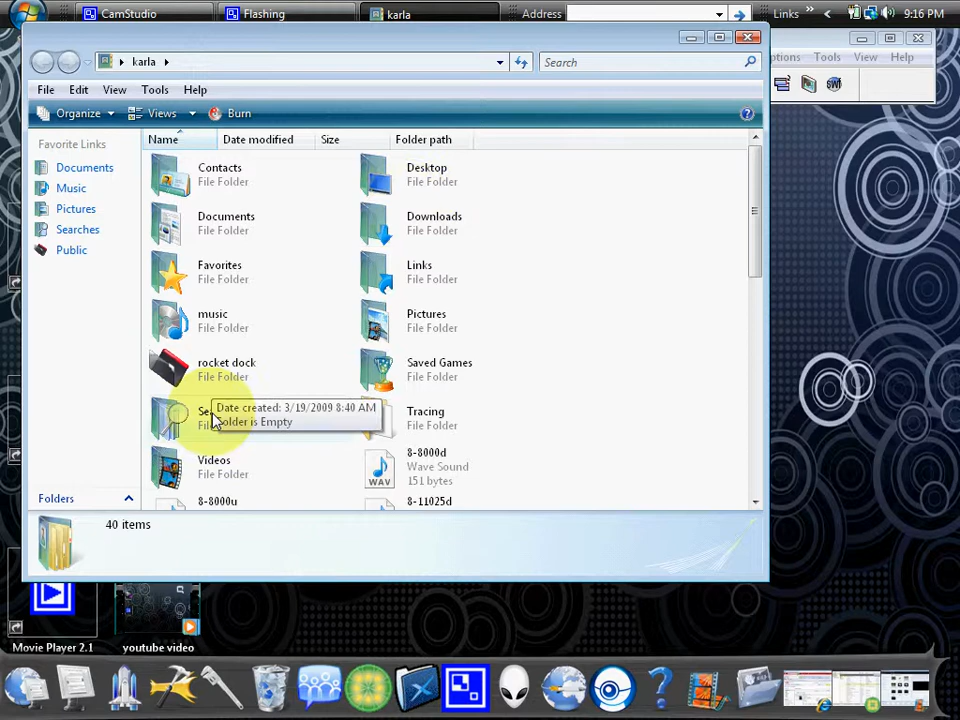 CamStudio
Flashing
karla
Address
Links
»
9:16 PM
karla
Search
ptions Tools View Help
File Edit View Tools Help
Organize Views Burn
Favorite Links
Documents
Music
Pictures
Searches
Public
Folders
Name Date modified Size Folder path
Contacts
File Folder
Desktop
File Folder
Documents
File Folder
Downloads
File Folder
Favorites
File Folder
Links
File Folder
music
File Folder
Pictures
File Folder
rocket dock
File Folder
Saved Games
File Folder
Se
File
Date created: 3/19/2009 8:40 AM
Folder is Empty
Tracing
File Folder
Videos
File Folder
8-8000d
Wave Sound
151 bytes
WAV
8-8000u
8-11025d
40 items
Movie Player 2.1
youtube video